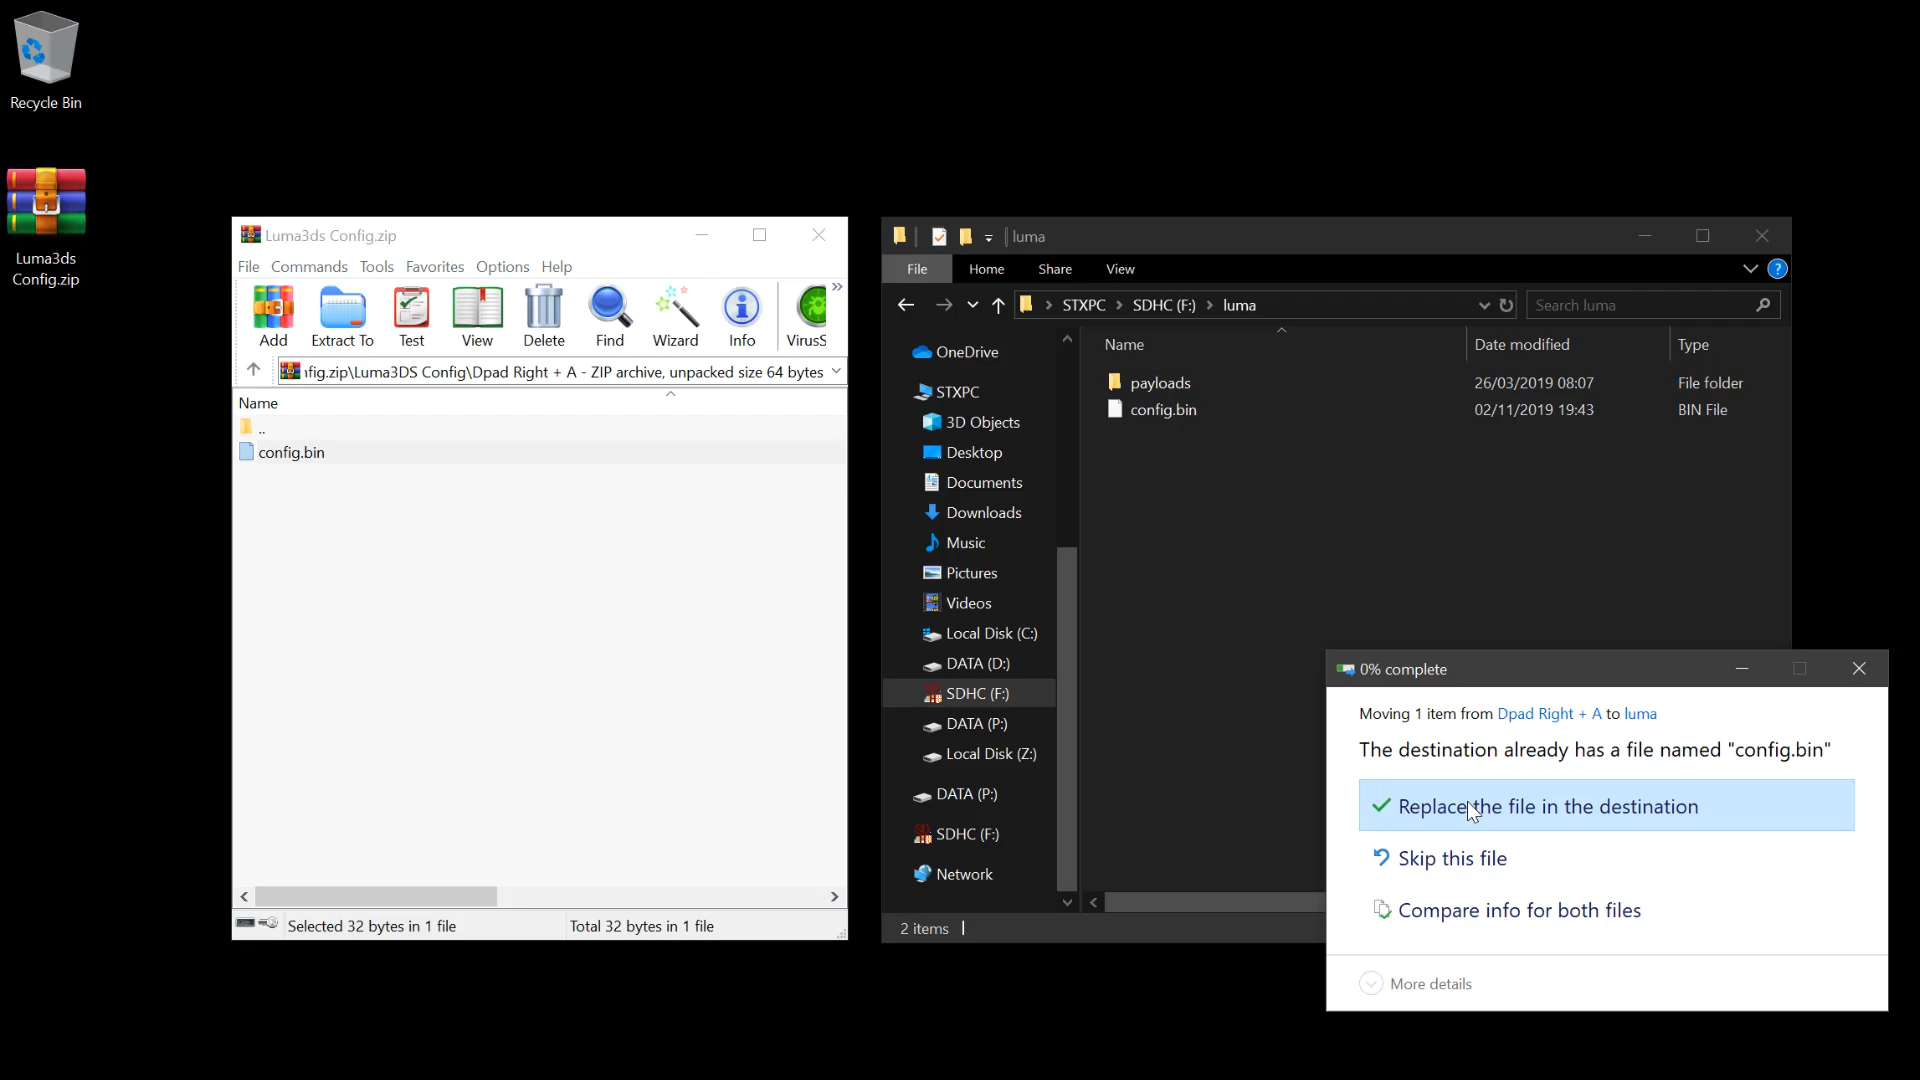 Recycle Bin
Luma3ds
Config.zip
Luma3ds Config.zip
File Commands Tools Favorites Options Help
Add Extract To Test View Delete Find Wizard Info VirusS
ifig.zip\Luma3DS Config\Dpad Right + A - ZIP archive, unpacked size 64 bytes
Name
..
config.bin
Selected 32 bytes in 1 file
Total 32 bytes in 1 file
luma
File Home Share View
STXPC > SDHC (F:) > luma
Search luma
Name Date modified Type
payloads 26/03/2019 08:07 File folder
config.bin 02/11/2019 19:43 BIN File
OneDrive
STXPC
3D Objects
Desktop
Documents
Downloads
Music
Pictures
Videos
Local Disk (C:)
DATA (D:)
SDHC (F:)
DATA (P:)
Local Disk (Z:)
DATA (P:)
SDHC (F:)
Network
2 items
0% complete
Moving 1 item from Dpad Right + A to luma
The destination already has a file named "config.bin"
Replace the file in the destination
Skip this file
Compare info for both files
More details